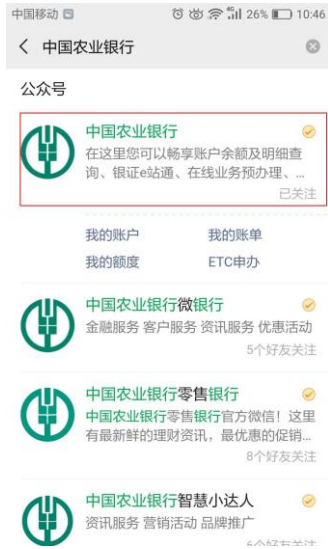 中国移动 4G 26% 10:46
中国农业银行
公众号
中国农业银行
在这里您可以畅享账户余额及明细查
询、银证e站通、在线业务预办理、...
已关注
我的账户 我的账单
我的额度 ETC申办
中国农业银行微银行
金融服务 客户服务 资讯服务 优惠活动
5个好友关注
中国农业银行零售银行
中国农业银行零售银行官方微信！这里
有最新鲜的理财资讯，最优惠的促销...
8个好友关注
中国农业银行智慧小达人
资讯服务 营销活动 品牌推广
6个好友关注